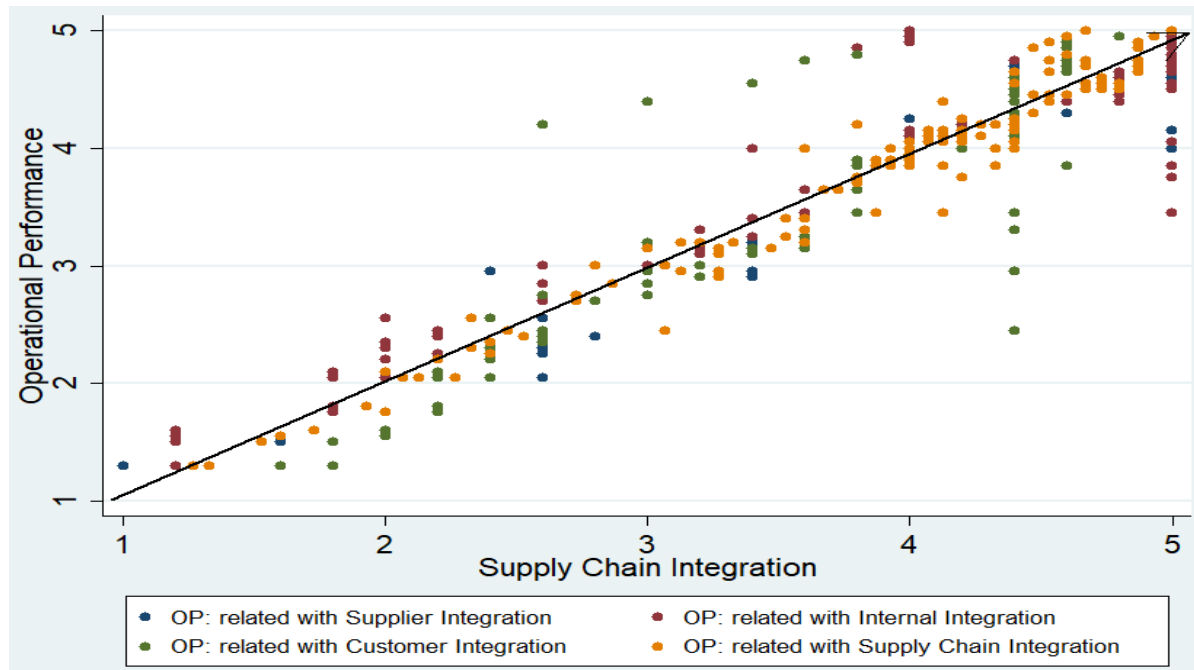 Operational Performance
5
4
3
2
1
1 2 3 4 5
Supply Chain Integration
OP: related with Supplier Integration OP: related with Internal Integration
OP: related with Customer Integration OP: related with Supply Chain Integration